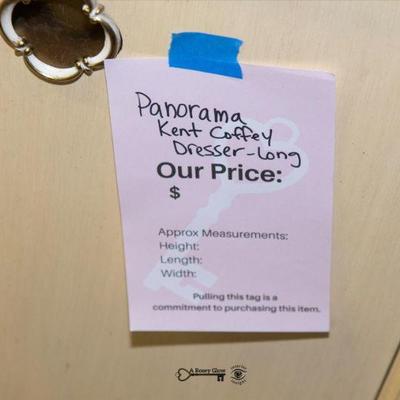 Panorama
Kent Coffey
Dresser-Long
Our Price:
$
Approx Measurements:
Height:
Length:
Width:
Pulling this tag is a
commitment to purchasing this item.
A Rosey Glow